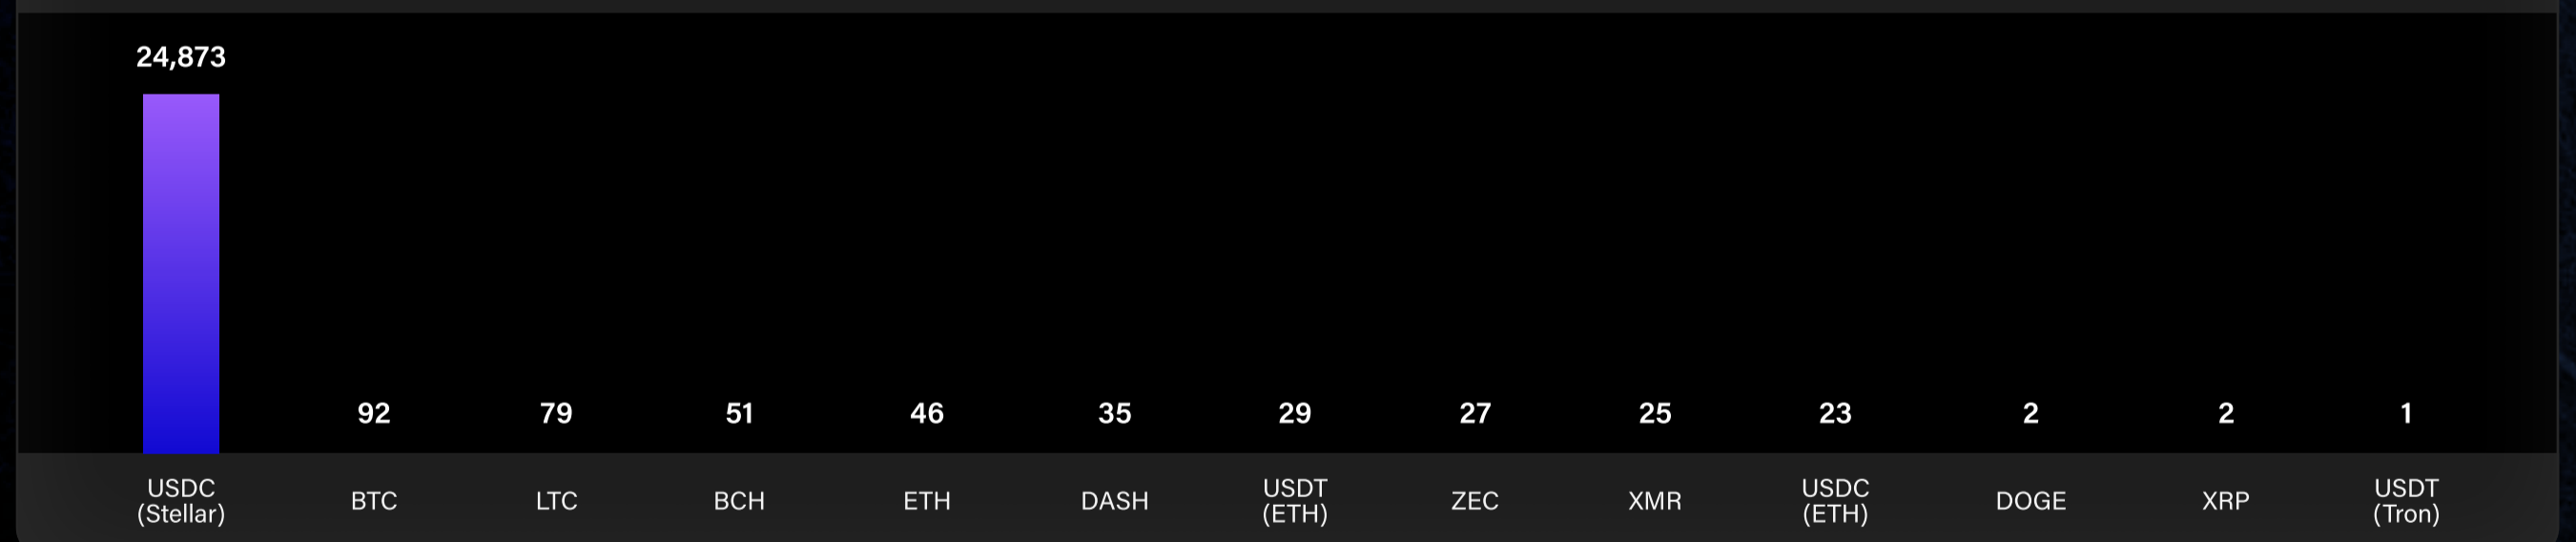 24,873
92
79
51
46
35
29
27
25
23
2
2
1
USDC
(Stellar)
BTC
LTC
BCH
ETH
DASH
USDT
(ETH)
ZEC
XMR
USDC
(ETH)
DOGE
XRP
USDT
(Tron)